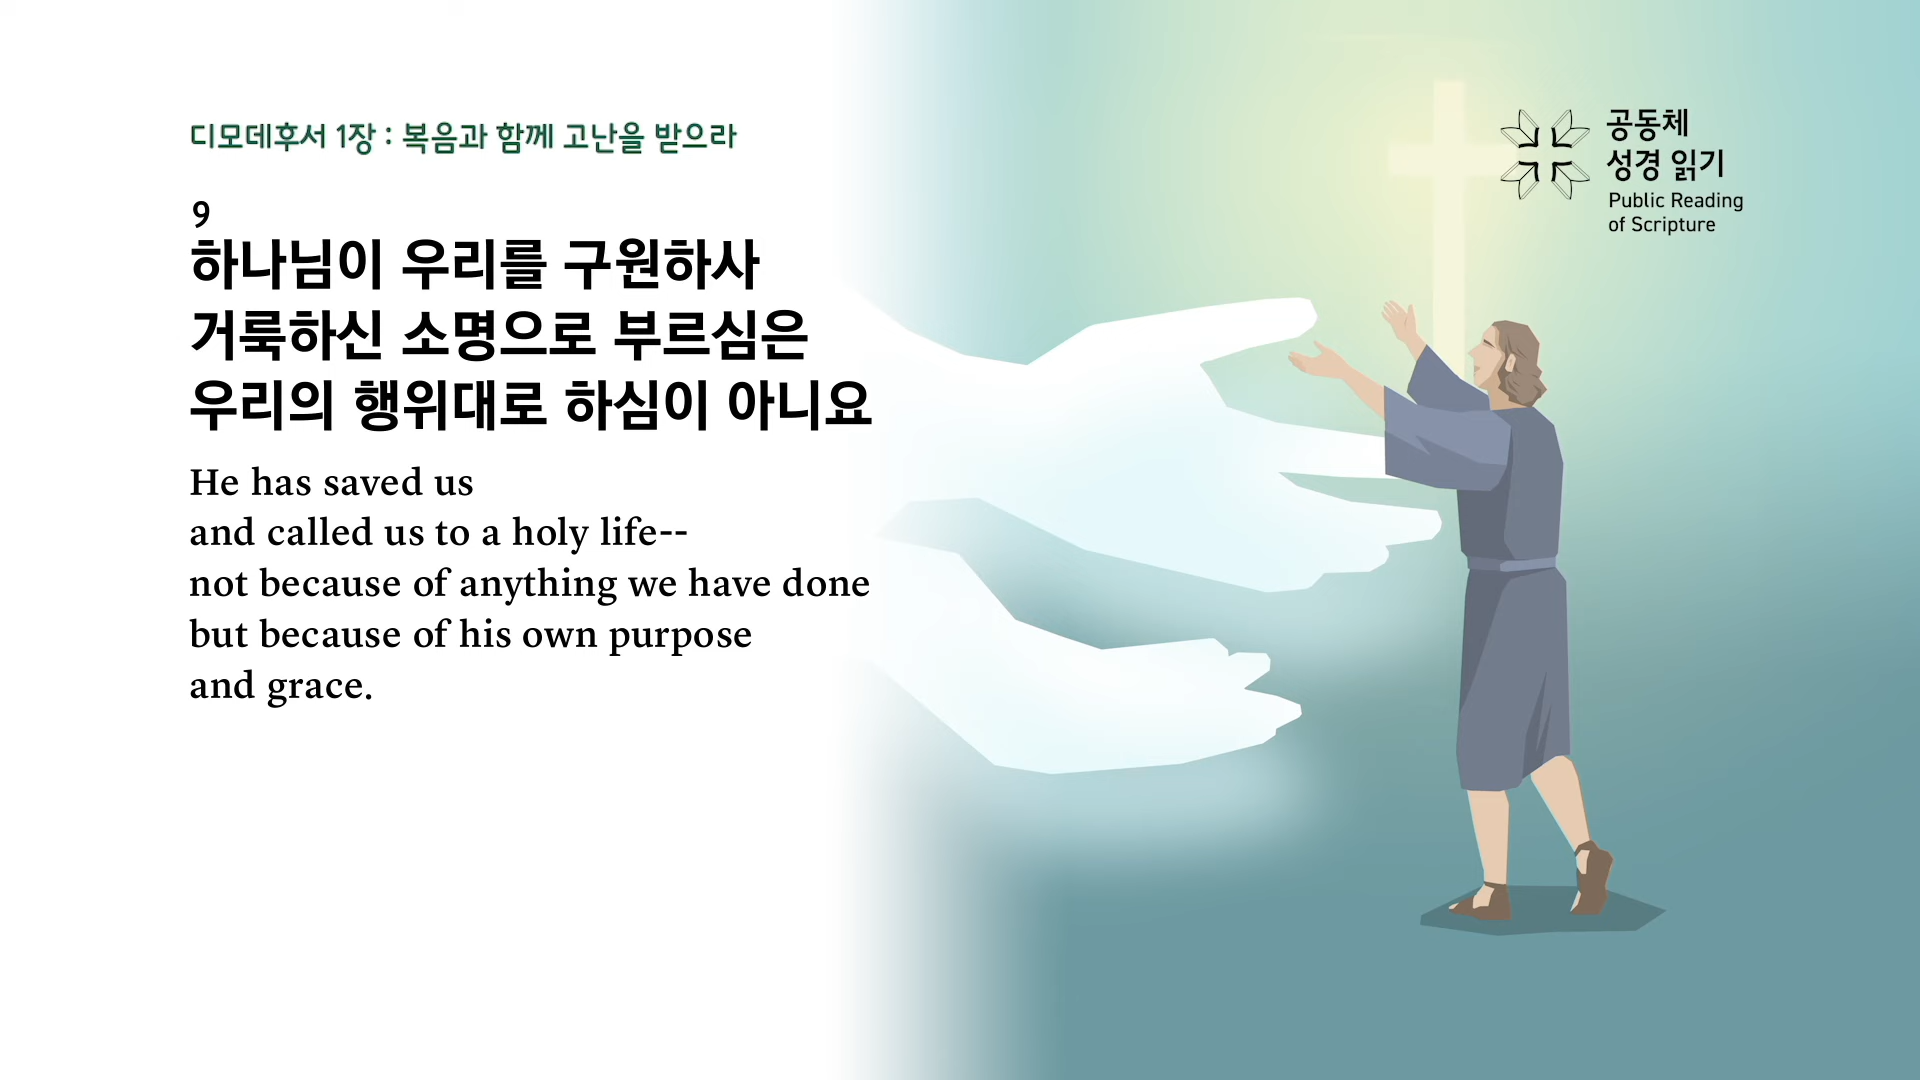 디모데후서 1장 : 복음과 함께 고난을 받으라
9
하나님이 우리를 구원하사
거룩하신 소명으로 부르심은
우리의 행위대로 하심이 아니요
He has saved us
and called us to a holy life--
not because of anything we have done
but because of his own purpose
and grace.
공동체
성경 읽기
Public Reading
of Scripture